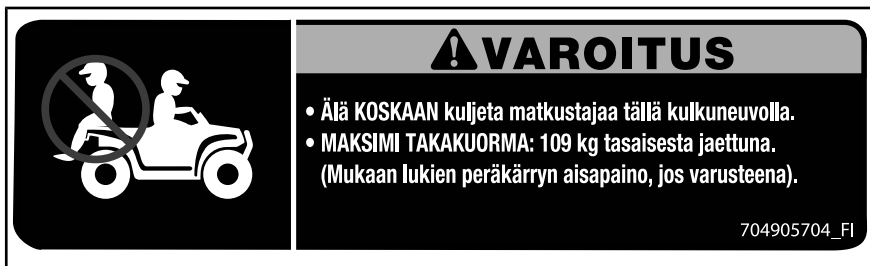 VAROITUS
• Älä KOSKAAN kuljeta matkustajaa tällä kulkuneuvolla.
• MAKSIMI TAKAKUORMA: 109 kg tasaisesta jaettuna.
(Mukaan lukien peräkärryn aisapaino, jos varusteena).
704905704_FI